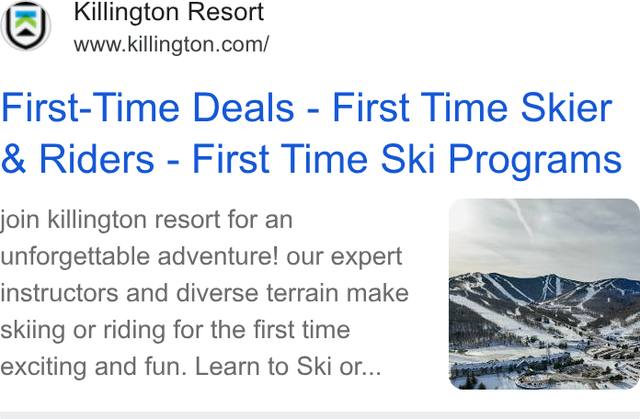 Killington Resort
www.killington.com/
First-Time Deals - First Time Skier
& Riders - First Time Ski Programs
join killington resort for an
unforgettable adventure! our expert
instructors and diverse terrain make
skiing or riding for the first time
exciting and fun. Learn to Ski or...